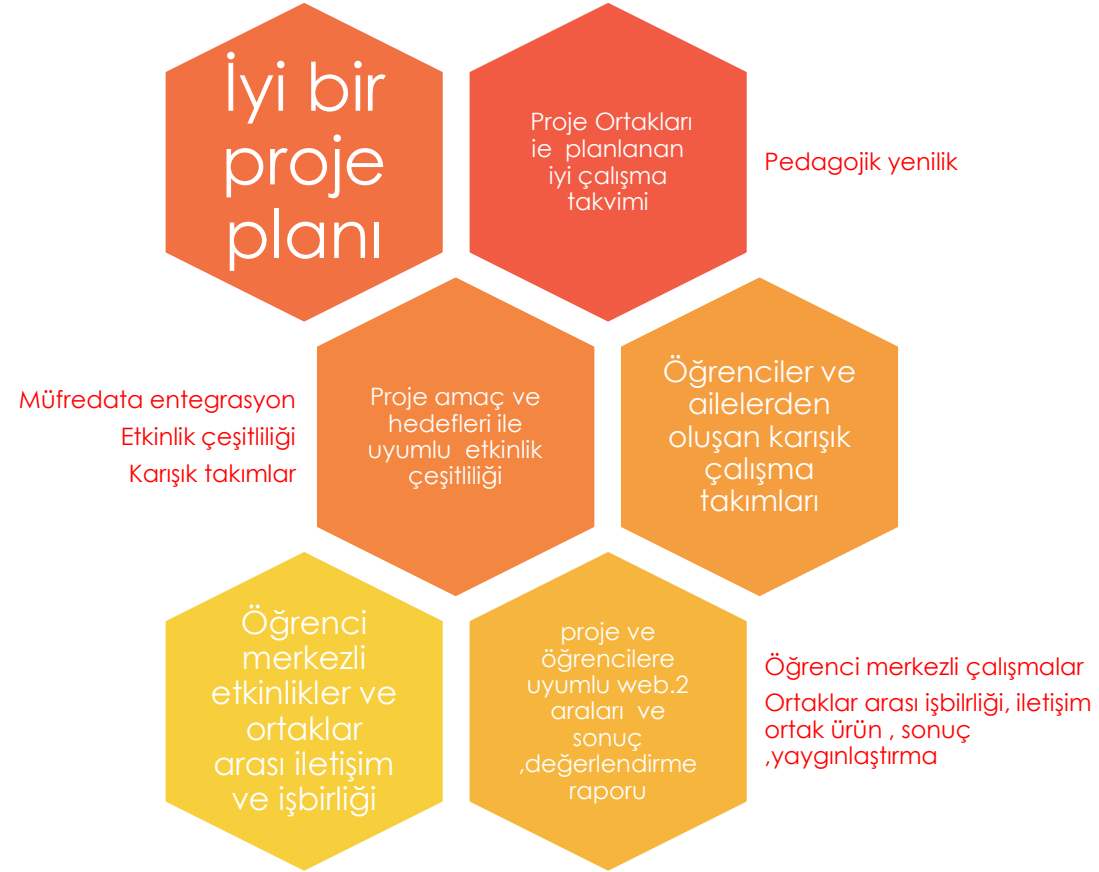 İyi bir
proje
planı
Proje Ortakları
ie planlanan
iyi çalışma
takvimi
Pedagojik yenilik
Müfredata entegrasyon
Etkinlik çeşitliliği
Karışık takımlar
Proje amaç ve
hedefleri ile
uyumlu etkinlik
çeşitliliği
Öğrenciler ve
ailelerden
oluşan karışık
çalışma
takımları
Öğrenci
merkezli
etkinlikler ve
ortaklar
arası iletişim
ve işbirliği
proje ve
öğrencilere
uyumlu web.2
araları ve
sonuç
,değerlendirme
raporu
Öğrenci merkezli çalışmalar
Ortaklar arası işbilrliği, iletişim
ortak ürün , sonuç
,yaygınlaştırma